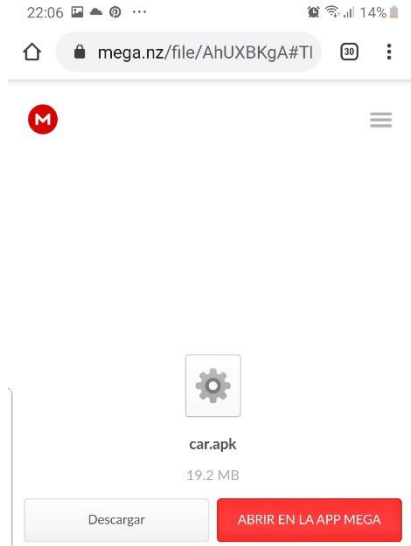 22:06 ... 14%
mega.nz/file/AhUXBKgA#Tl 30
M
car.apk
19.2 MB
Descargar ABRIR EN LA APP MEGA